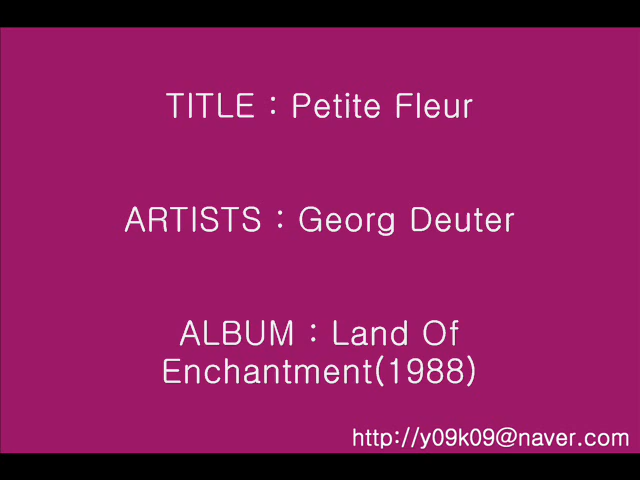 TITLE : Petite Fleur
ARTISTS : Georg Deuter
ALBUM : Land Of
Enchantment(1988)
http://y09k09@naver.com